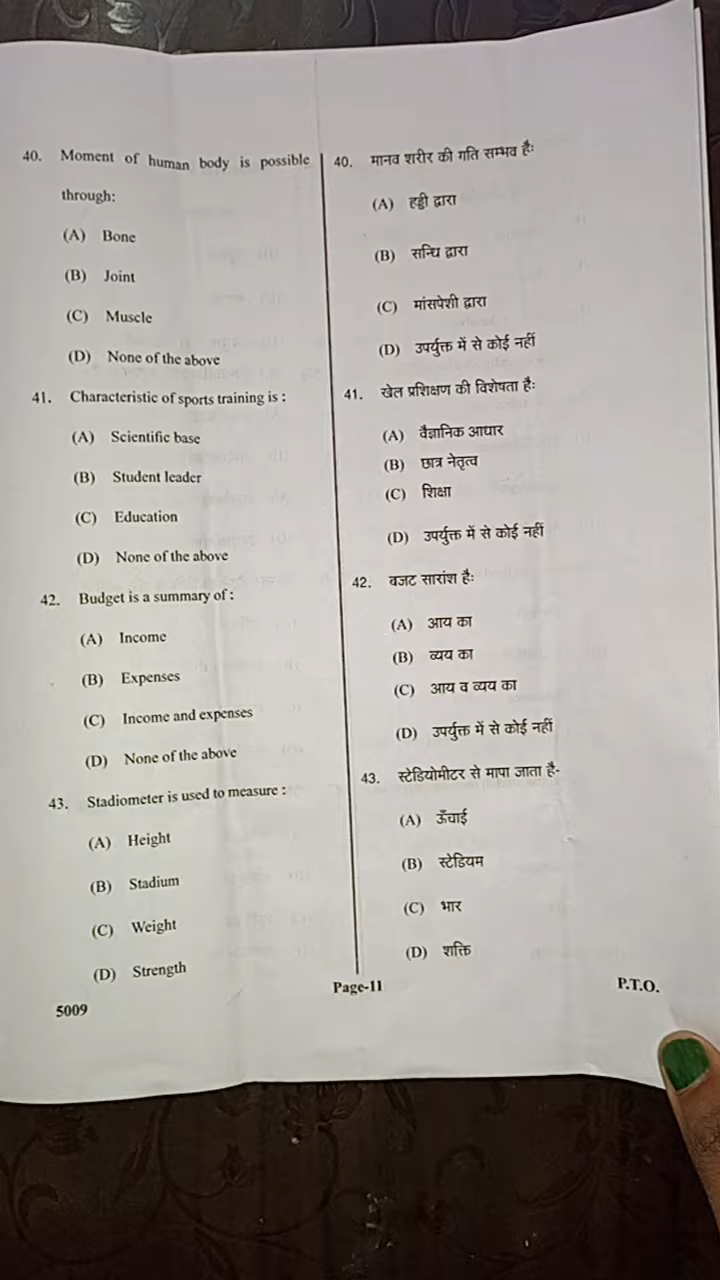 40. Moment of human body is possible
through:
(A) Bone
(B) Joint
(C) Muscle
(D) None of the above
41. Characteristic of sports training is :
(A) Scientific base
(B) Student leader
(C) Education
(D) None of the above
42. Budget is a summary of :
(A) Income
(B) Expenses
(C) Income and expenses
(D) None of the above
43. Stadiometer is used to measure :
(A) Height
(B) Stadium
(C) Weight
(D) Strength
40. मानव शरीर की गति सम्भव हैः
(A) हड्डी द्वारा
(B) सन्धि द्वारा
(C) मांसपेशी द्वारा
(D) उपर्युक्त में से कोई नहीं
41. खेल प्रशिक्षण की विशेषता हैः
(A) वैज्ञानिक आधार
(B) छात्र नेतृत्व
(C) शिक्षा
(D) उपर्युक्त में से कोई नहीं
42. बजट सारांश हैः
(A) आय का
(B) व्यय का
(C) आय व व्यय का
(D) उपर्युक्त में से कोई नहीं
43. स्टेडियोमीटर से मापा जाता है-
(A) ऊँचाई
(B) स्टेडियम
(C) भार
(D) शक्ति
5009
Page-11
P.T.O.